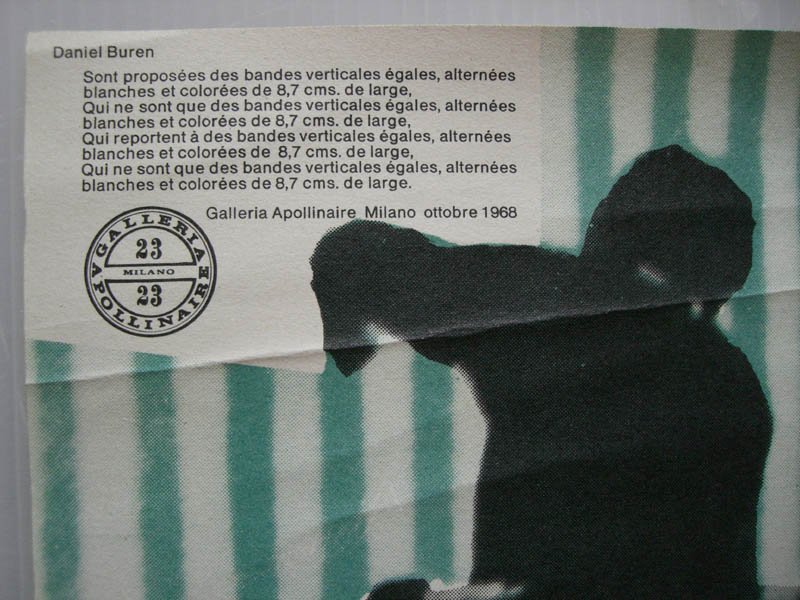 Daniel Buren
Sont proposées des bandes verticales égales, alternées
blanches et colorées de 8,7 cms. de large,
Qui ne sont que des bandes verticales égales, alternées
blanches et colorées de 8,7 cms. de large,
Qui reportent à des bandes verticales égales, alternées
blanches et colorées de 8,7 cms. de large,
Qui ne sont que des bandes verticales égales, alternées
blanches et colorées de 8,7 cms. de large.
Galleria Apollinaire Milano ottobre 1968
GALLERIA
23
MILANO
23
APOLLINAIRE